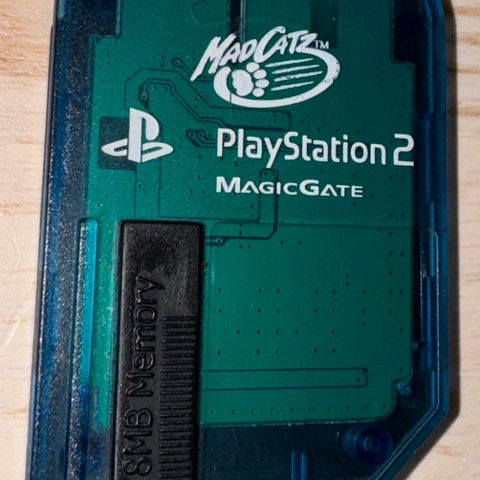 MADCATZ™
PlayStation 2
MAGICGATE
8MB Memory